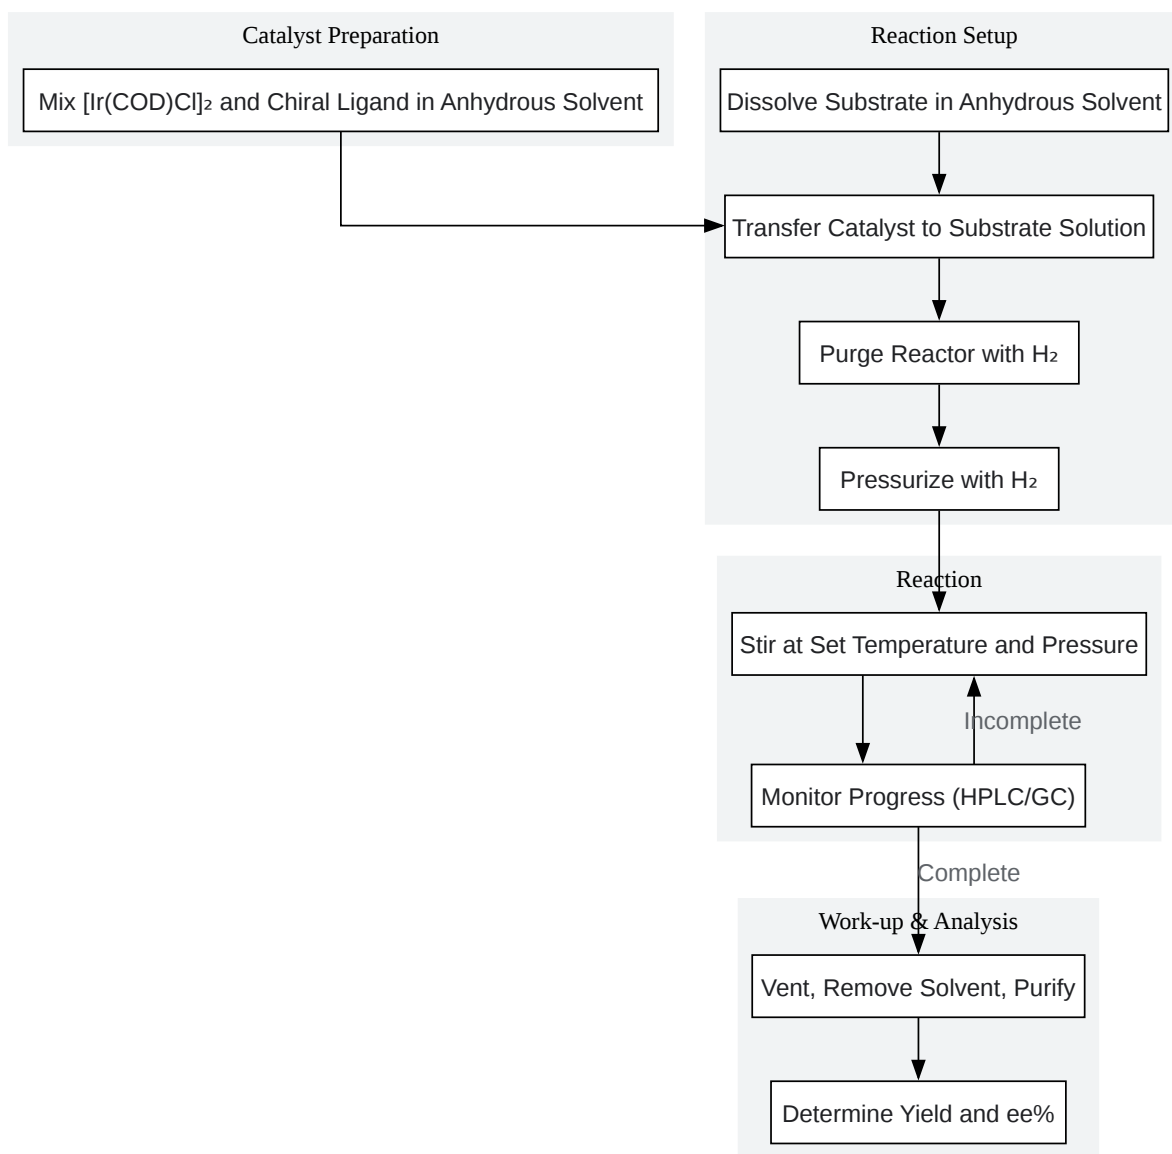 Catalyst Preparation
Mix [Ir(COD)Cl]₂ and Chiral Ligand in Anhydrous Solvent
Reaction Setup
Dissolve Substrate in Anhydrous Solvent
Transfer Catalyst to Substrate Solution
Purge Reactor with H₂
Pressurize with H₂
Reaction
Stir at Set Temperature and Pressure
Incomplete
Monitor Progress (HPLC/GC)
Complete
Work-up & Analysis
Vent, Remove Solvent, Purify
Determine Yield and ee%